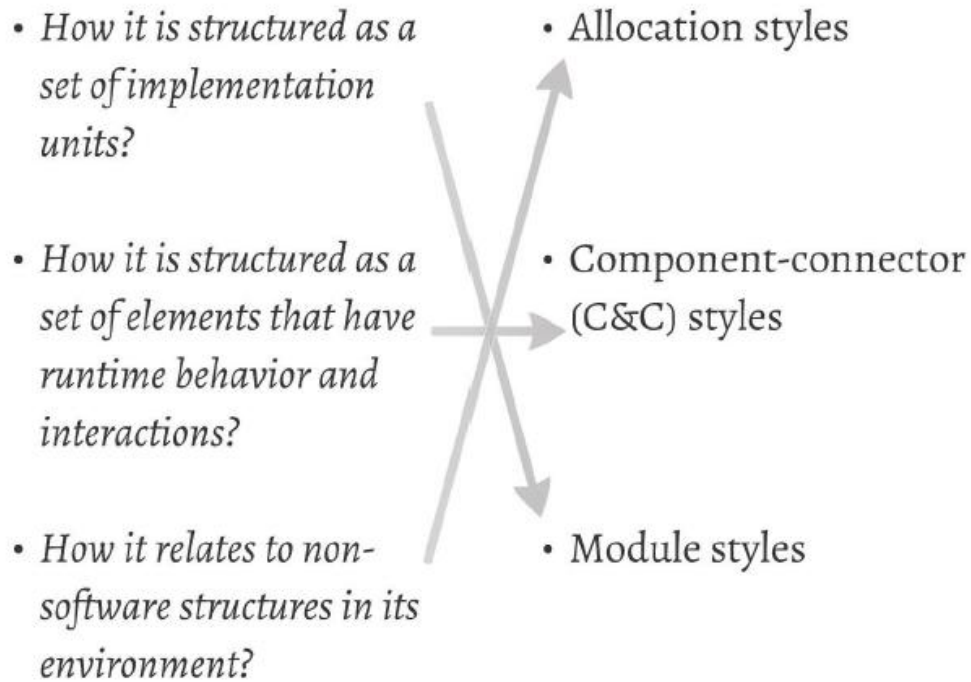 • How it is structured as a
set of implementation
units?
• How it is structured as a
set of elements that have
runtime behavior and
interactions?
• How it relates to non-
software structures in its
environment?
• Allocation styles
• Component-connector
(C&C) styles
• Module styles